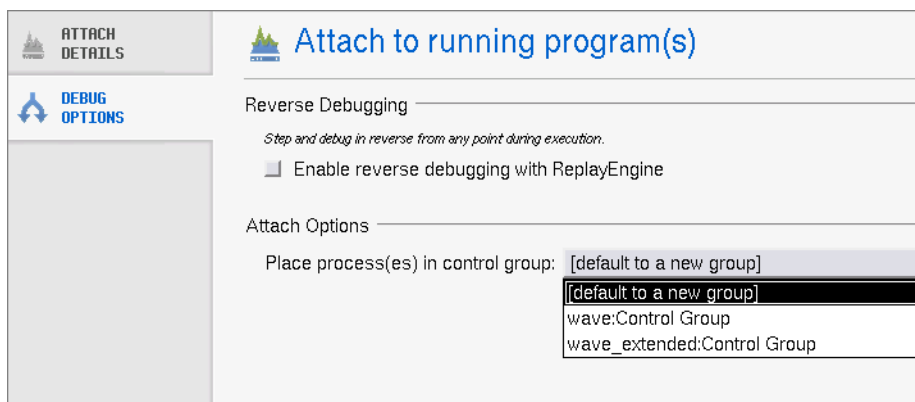 ATTACH
DETAILS
DEBUG
OPTIONS
Attach to running program(s)
Reverse Debugging
Step and debug in reverse from any point during execution.
Enable reverse debugging with ReplayEngine
Attach Options
Place process(es) in control group: [default to a new group]
[default to a new group]
wave:Control Group
wave_extended:Control Group